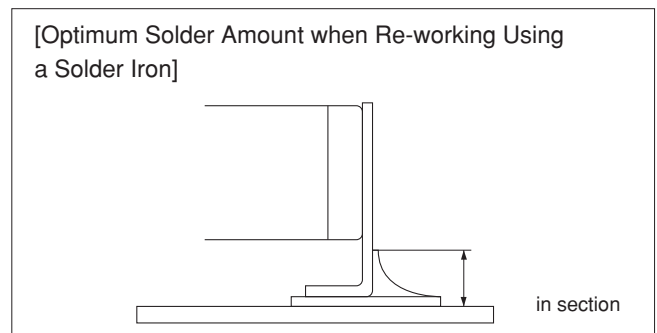 [Optimum Solder Amount when Re-working Using
a Solder Iron]
in section